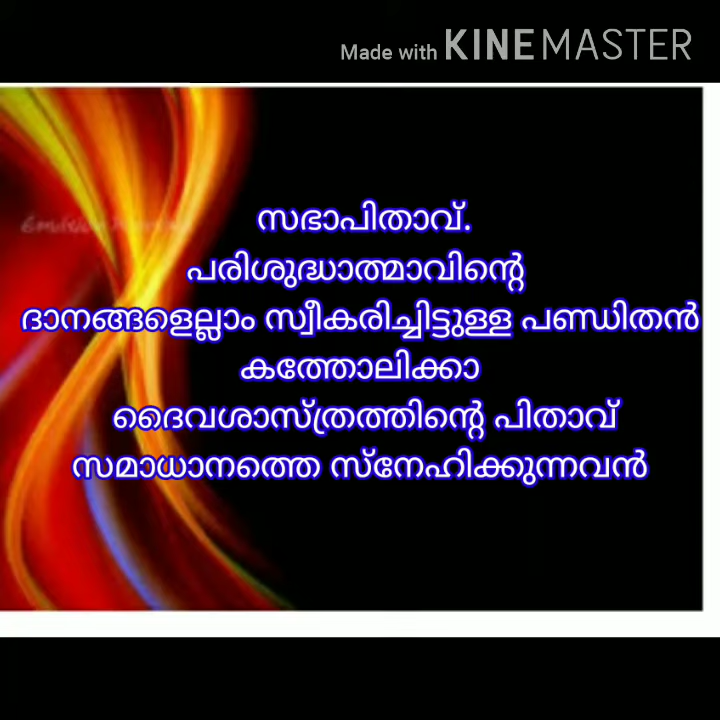 Made with KINEMASTER
സഭാപിതാവ്.
പരിശുദ്ധാത്മാവിന്റെ
ദാനങ്ങളെല്ലാം സ്വീകരിച്ചിട്ടുള്ള പണ്ഡിതൻ
കത്തോലിക്കാ
ദൈവശാസ്ത്രത്തിന്റെ പിതാവ്
സമാധാനത്തെ സ്നേഹിക്കുന്നവൻ